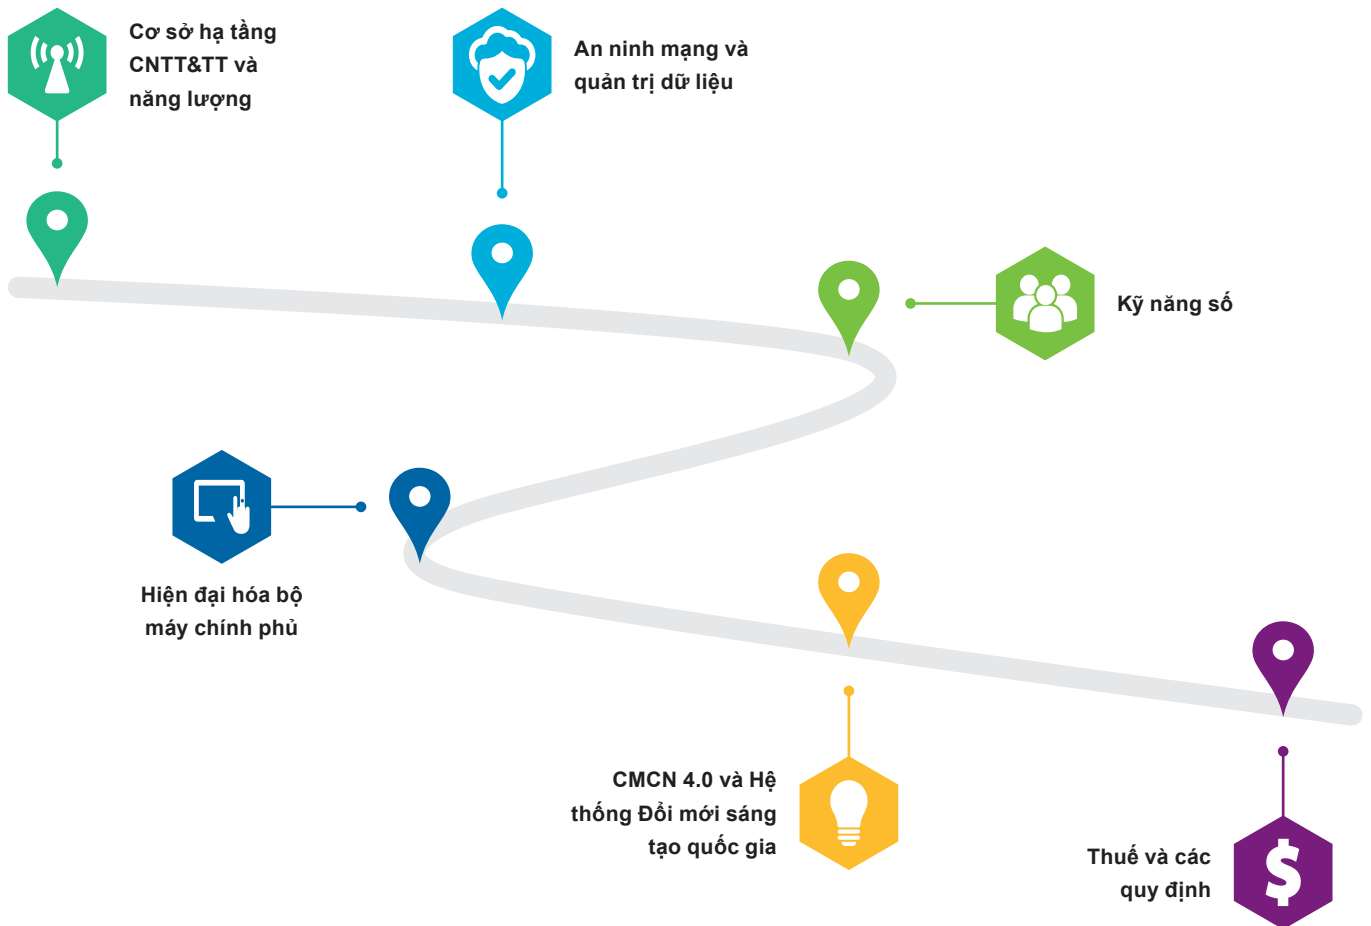 Cơ sở hạ tầng
CNTT&TT và
năng lượng
An ninh mạng và
quản trị dữ liệu
Kỹ năng số
Hiện đại hóa bộ
máy chính phủ
CMCN 4.0 và Hệ
thống Đổi mới sáng
tạo quốc gia
Thuế và các
quy định